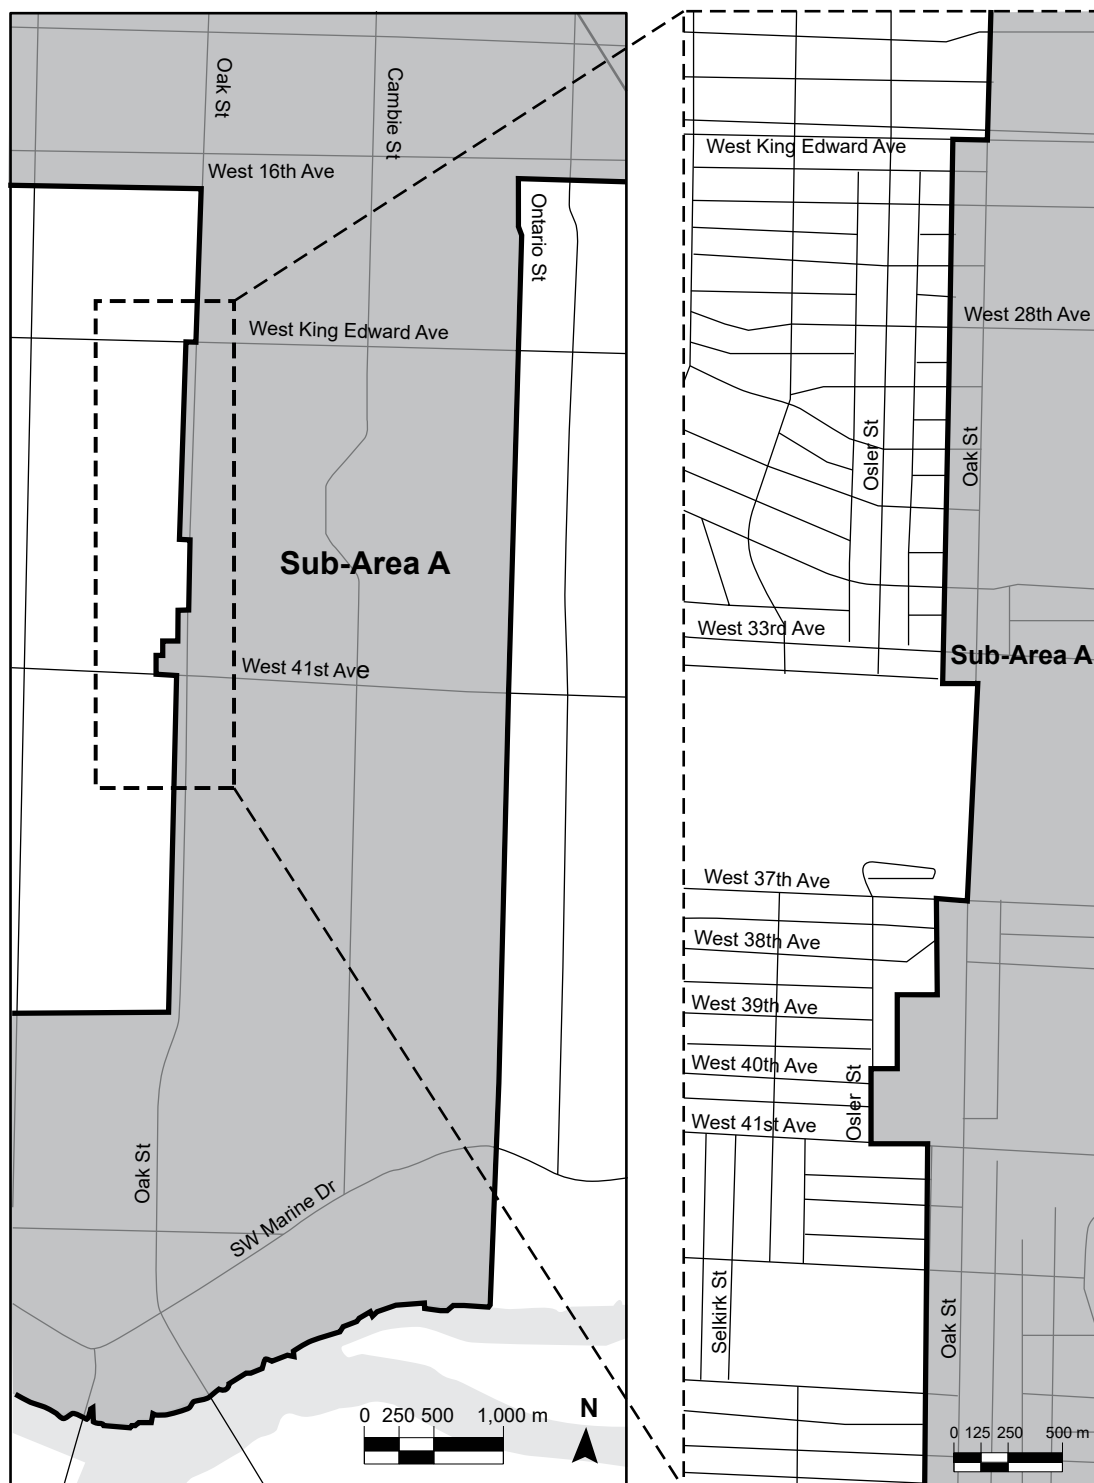 Oak St
Cambie St
West 16th Ave
Ontario St
West King Edward Ave
Sub-Area A
West 41st Ave
Oak St
SW Marine Dr
0 250 500 1,000 m
N
West King Edward Ave
West 28th Ave
Osler St
Oak St
West 33rd Ave
Sub-Area A
West 37th Ave
West 38th Ave
West 39th Ave
West 40th Ave
Osler St
West 41st Ave
Selkirk St
Oak St
0 125 250 500 m